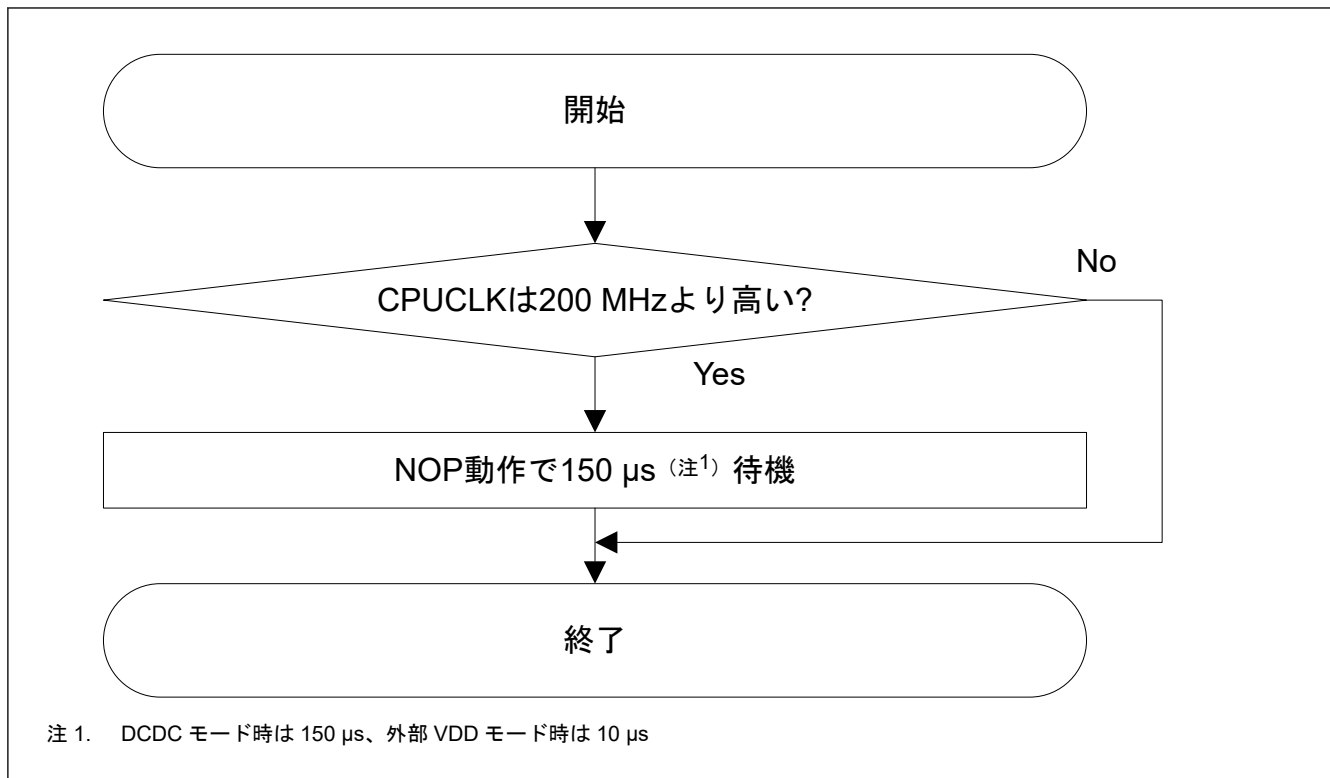 開始
CPUCLKは200 MHzより高い?
No
Yes
NOP動作で150 µs（注1）待機
終了
注 1. DCDC モード時は 150 µs、外部 VDD モード時は 10 µs